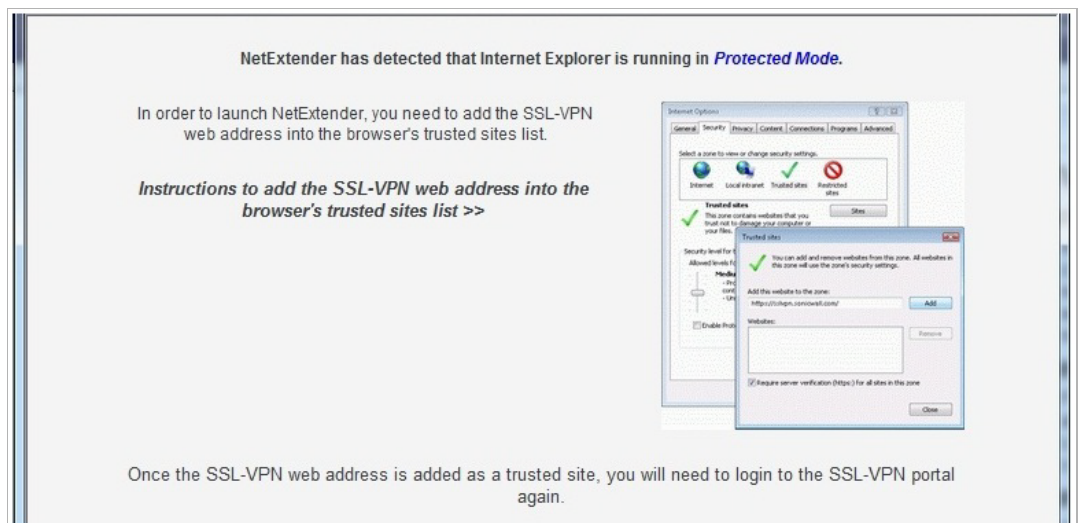 NetExtender has detected that Internet Explorer is running in Protected Mode.
In order to launch NetExtender, you need to add the SSL-VPN
web address into the browser's trusted sites list.
Instructions to add the SSL-VPN web address into the
browser's trusted sites list >>
Internet Options
General Security Privacy Content Connections Programs Advanced
Select a zone to view or change security settings.
Internet Local intranet Trusted sites Restricted
sites
Trusted sites
Sites
This zone contains websites that you
trust not to damage your computer or
your files.
Security level for
Allowed levels
Trusted sites
You can add and remove websites from this zone. All websites in
this zone will use the zone's security settings.
Add this website to the zone:
https://sslvpn.sonicwall.com/
Add
Websites:
Remove
Require server verification (https:) for all sites in this zone
Close
Once the SSL-VPN web address is added as a trusted site, you will need to login to the SSL-VPN portal
again.